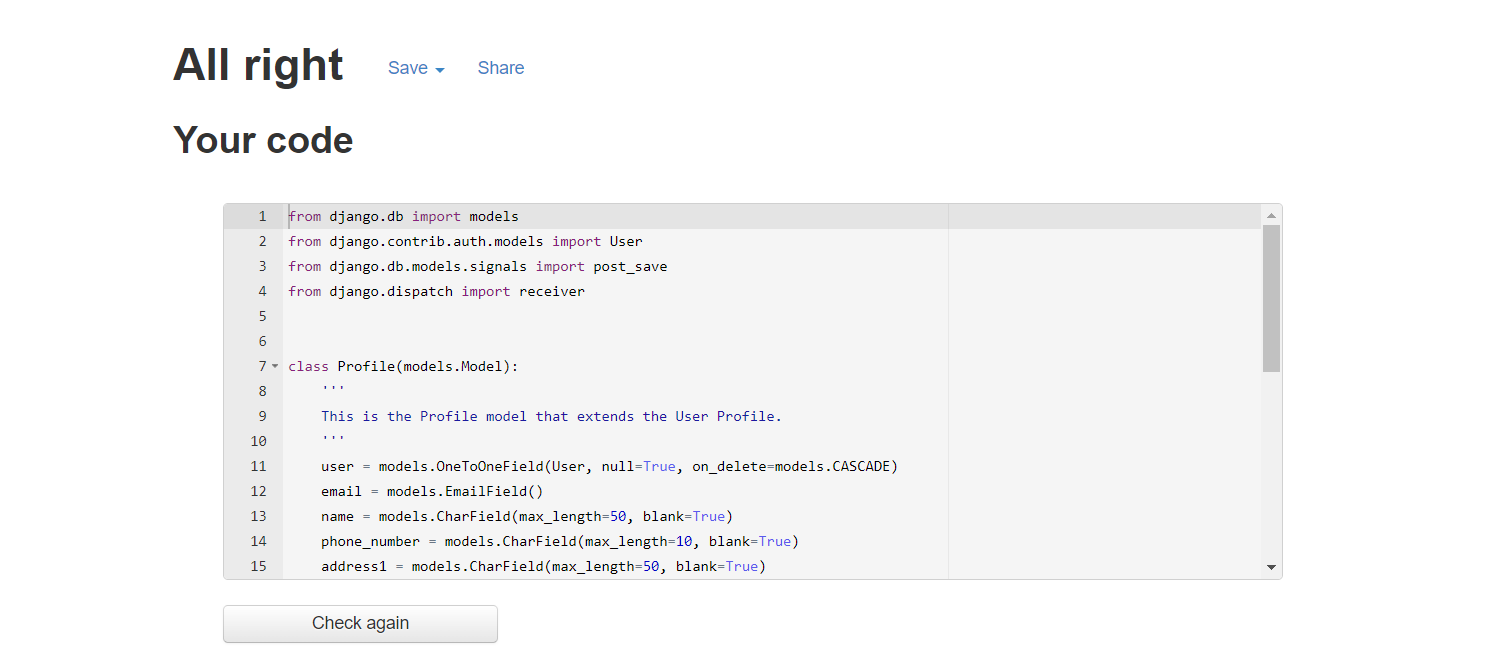 All right Save Share
Your code
1 from django.db import models
2 from django.contrib.auth.models import User
3 from django.db.models.signals import post_save
4 from django.dispatch import receiver
5
6
7 class Profile(models.Model):
8     '''
9     This is the Profile model that extends the User Profile.
10     '''
11     user = models.OneToOneField(User, null=True, on_delete=models.CASCADE)
12     email = models.EmailField()
13     name = models.CharField(max_length=50, blank=True)
14     phone_number = models.CharField(max_length=10, blank=True)
15     address1 = models.CharField(max_length=50, blank=True)
Check again